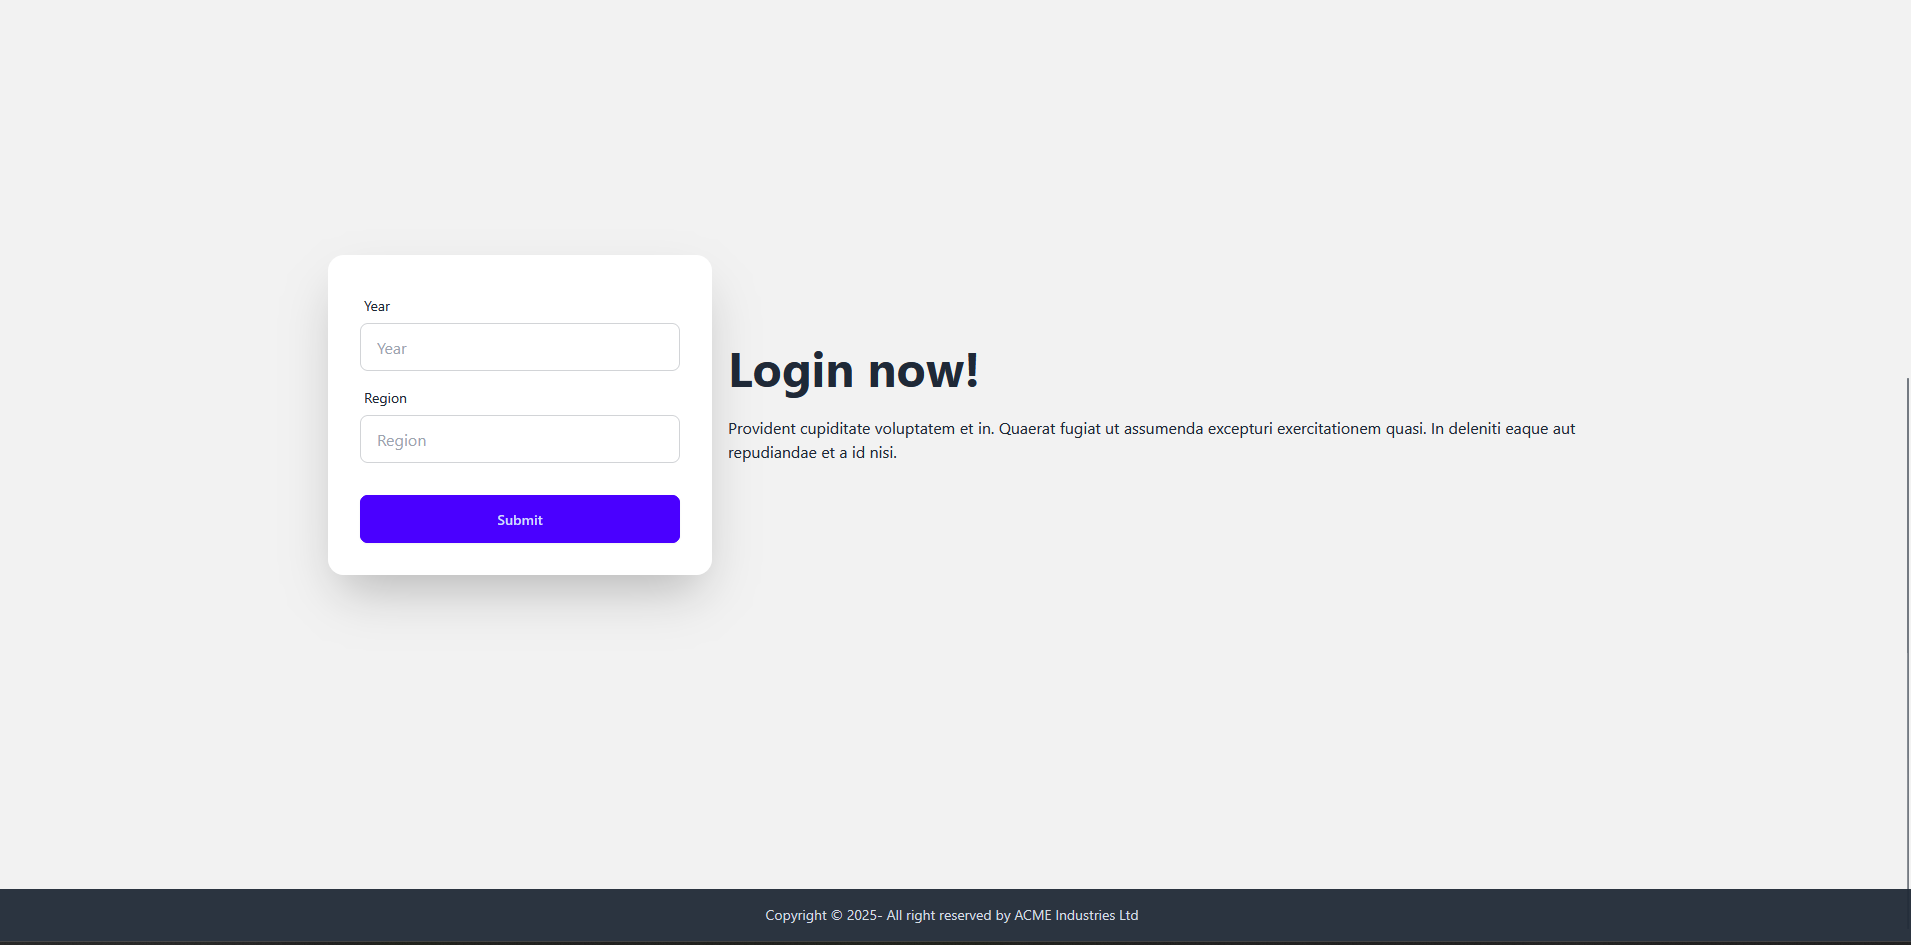 Year
Year
Region
Region
Submit
Login now!
Provident cupiditate voluptatem et in. Quaerat fugiat ut assumenda excepturi exercitationem quasi. In deleniti eaque aut
repudiandae et a id nisi.
Copyright © 2025- All right reserved by ACME Industries Ltd